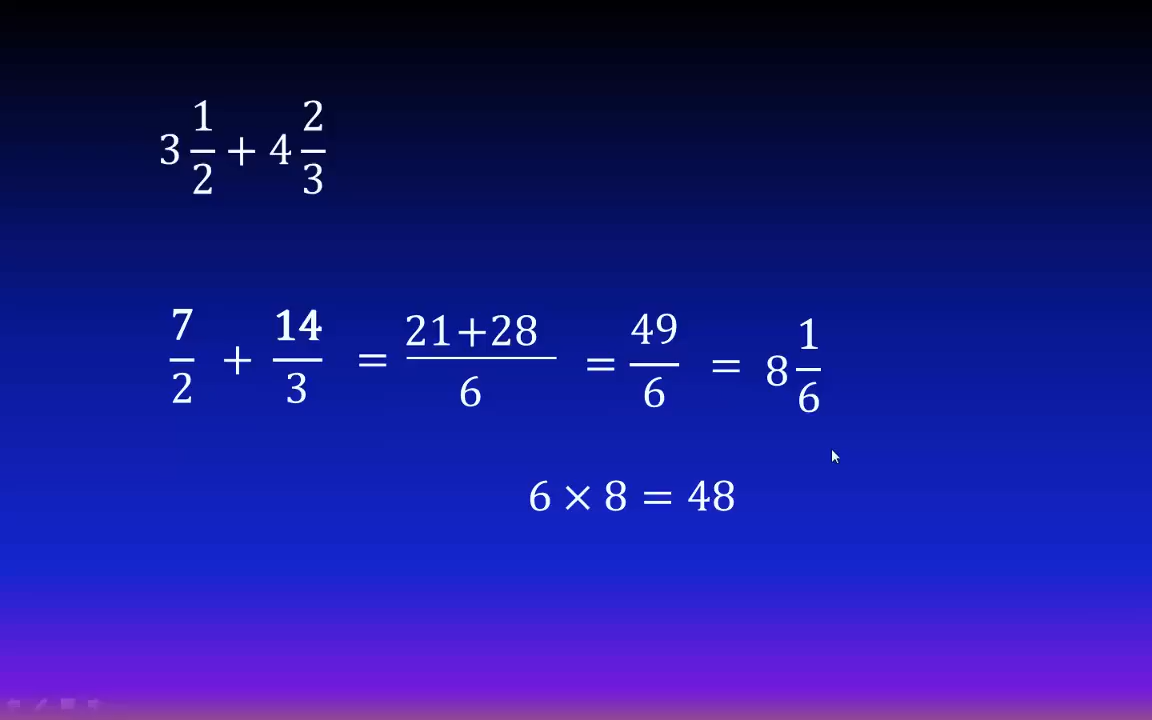 3 1/2 + 4 2/3
7/2 + 14/3 = 21+28/6 = 49/6 = 8 1/6
6 × 8 = 48